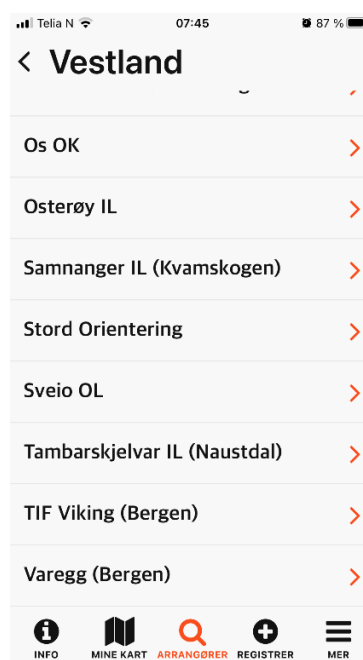 Telia N 07:45 87 %
Vestland
Os OK
Osterøy IL
Samnanger IL (Kvamskogen)
Stord Orientering
Sveio OL
Tambarskjelvar IL (Naustdal)
TIF Viking (Bergen)
Varegg (Bergen)
INFO MINE KART ARRANGØRER REGISTRER MER